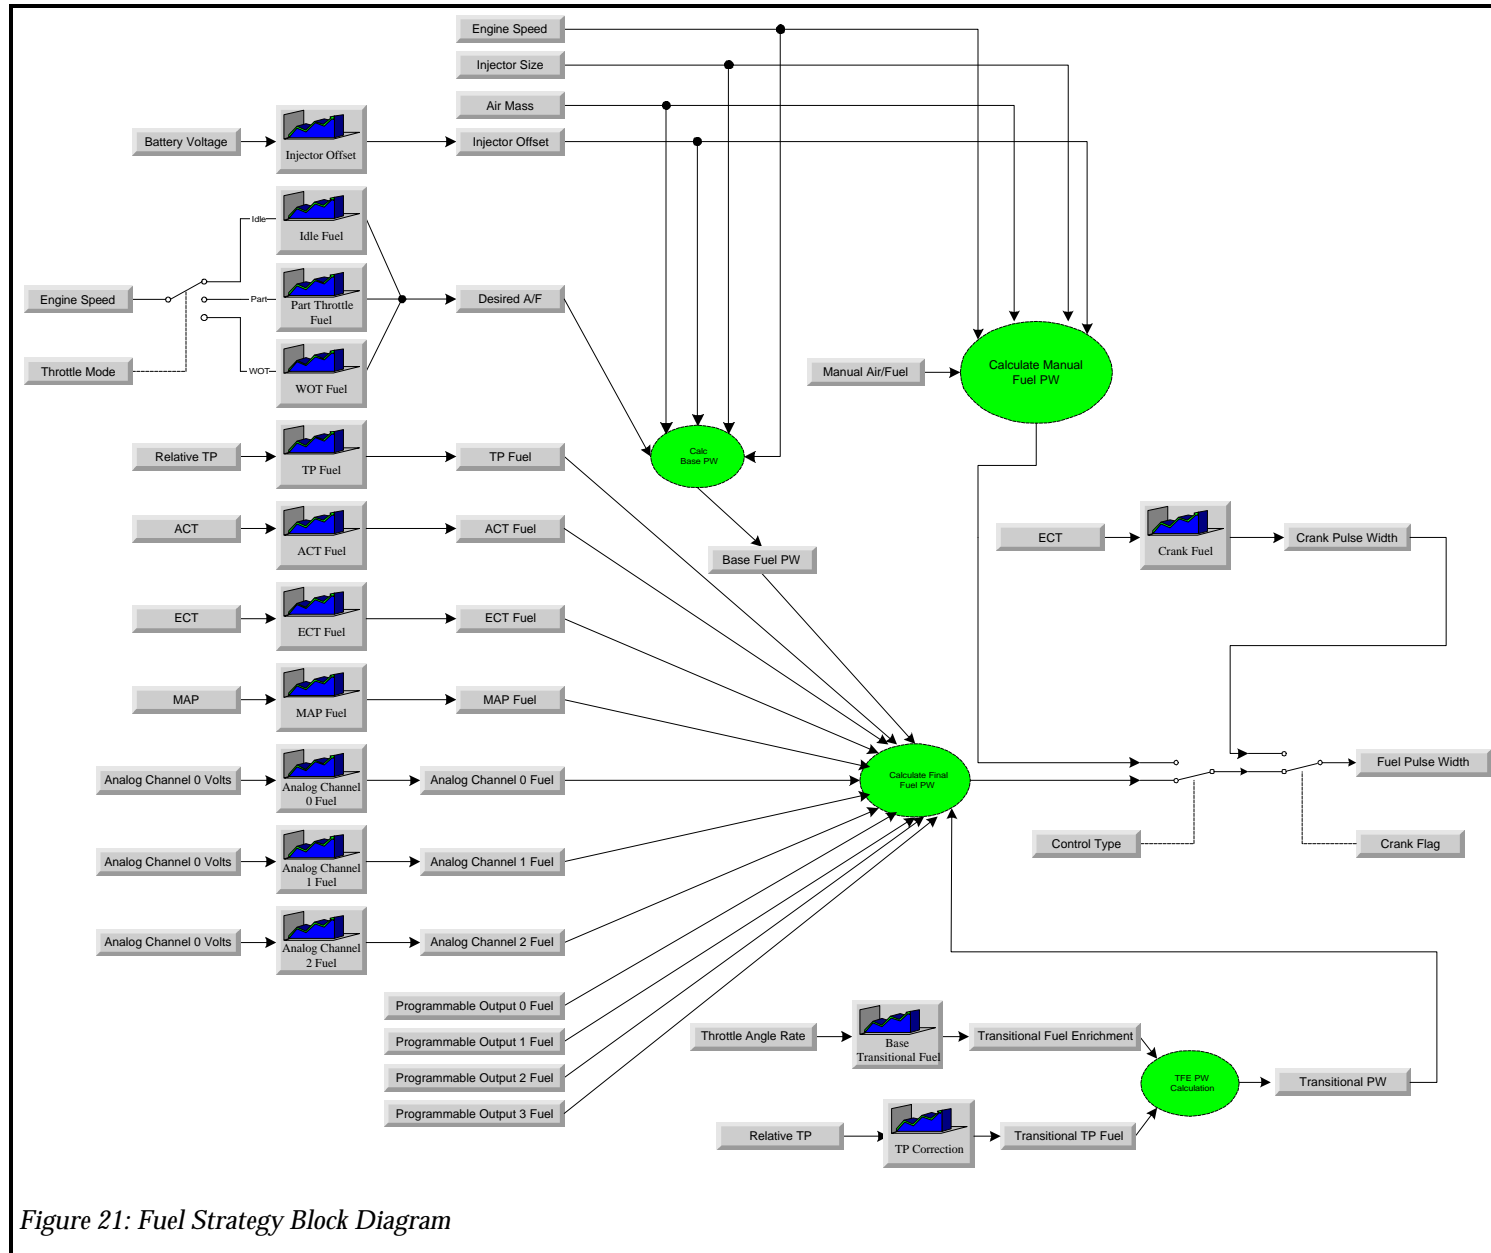 Engine Speed
Injector Size
Air Mass
Battery Voltage
Injector Offset
Injector Offset
Idle
Idle Fuel
Engine Speed
Part
Part Throttle
Fuel
Desired A/F
Throttle Mode
WOT
WOT Fuel
Manual Air/Fuel
Calculate Manual
Fuel PW
Relative TP
TP Fuel
TP Fuel
Calc
Base PW
ACT
ACT Fuel
ACT Fuel
Base Fuel PW
ECT
Crank Fuel
Crank Pulse Width
ECT
ECT Fuel
ECT Fuel
MAP
MAP Fuel
MAP Fuel
Analog Channel 0 Volts
Analog Channel
0 Fuel
Analog Channel 0 Fuel
Calculate Final
Fuel PW
Fuel Pulse Width
Control Type
Crank Flag
Analog Channel 0 Volts
Analog Channel
1 Fuel
Analog Channel 1 Fuel
Analog Channel 0 Volts
Analog Channel
2 Fuel
Analog Channel 2 Fuel
Programmable Output 0 Fuel
Programmable Output 1 Fuel
Programmable Output 2 Fuel
Programmable Output 3 Fuel
Throttle Angle Rate
Base
Transitional Fuel
Transitional Fuel Enrichment
TFE PW
Calculation
Transitional PW
Relative TP
TP Correction
Transitional TP Fuel
Figure 21: Fuel Strategy Block Diagram